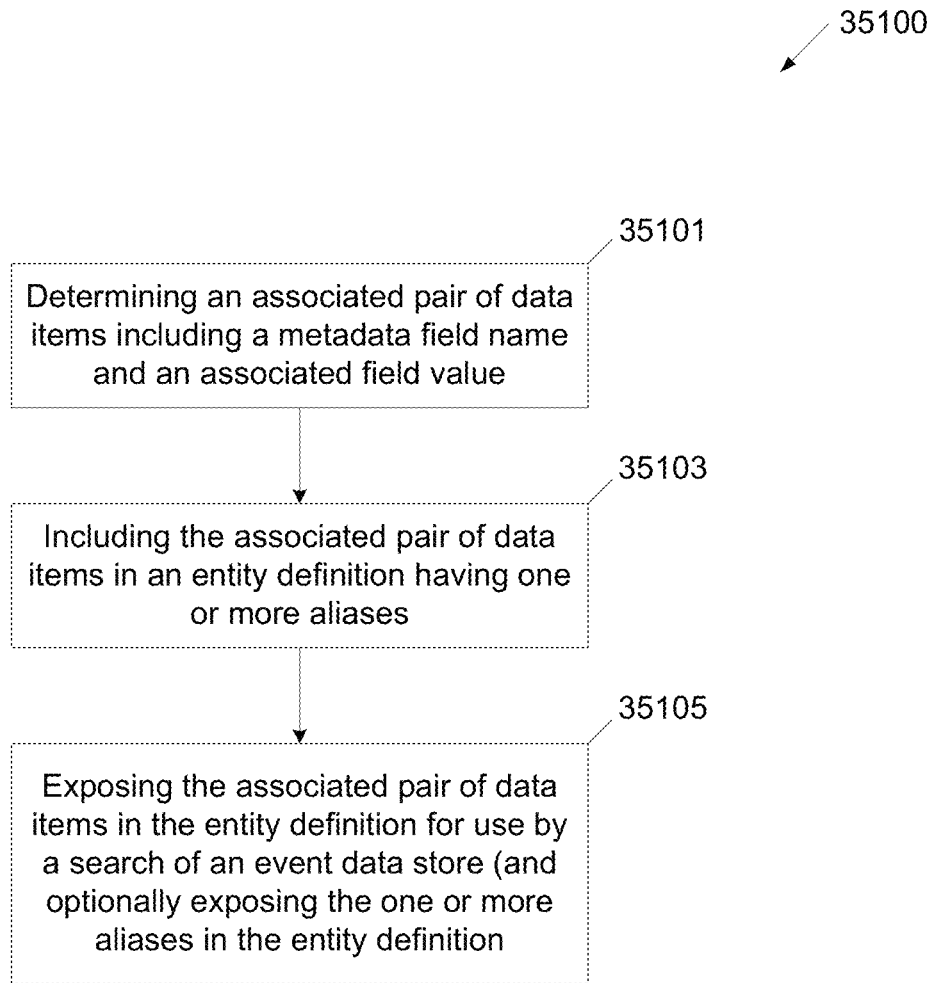 35100
35101
Determining an associated pair of data
items including a metadata field name
and an associated field value
35103
Including the associated pair of data
items in an entity definition having one
or more aliases
35105
Exposing the associated pair of data
items in the entity definition for use by
a search of an event data store (and
optionally exposing the one or more
aliases in the entity definition